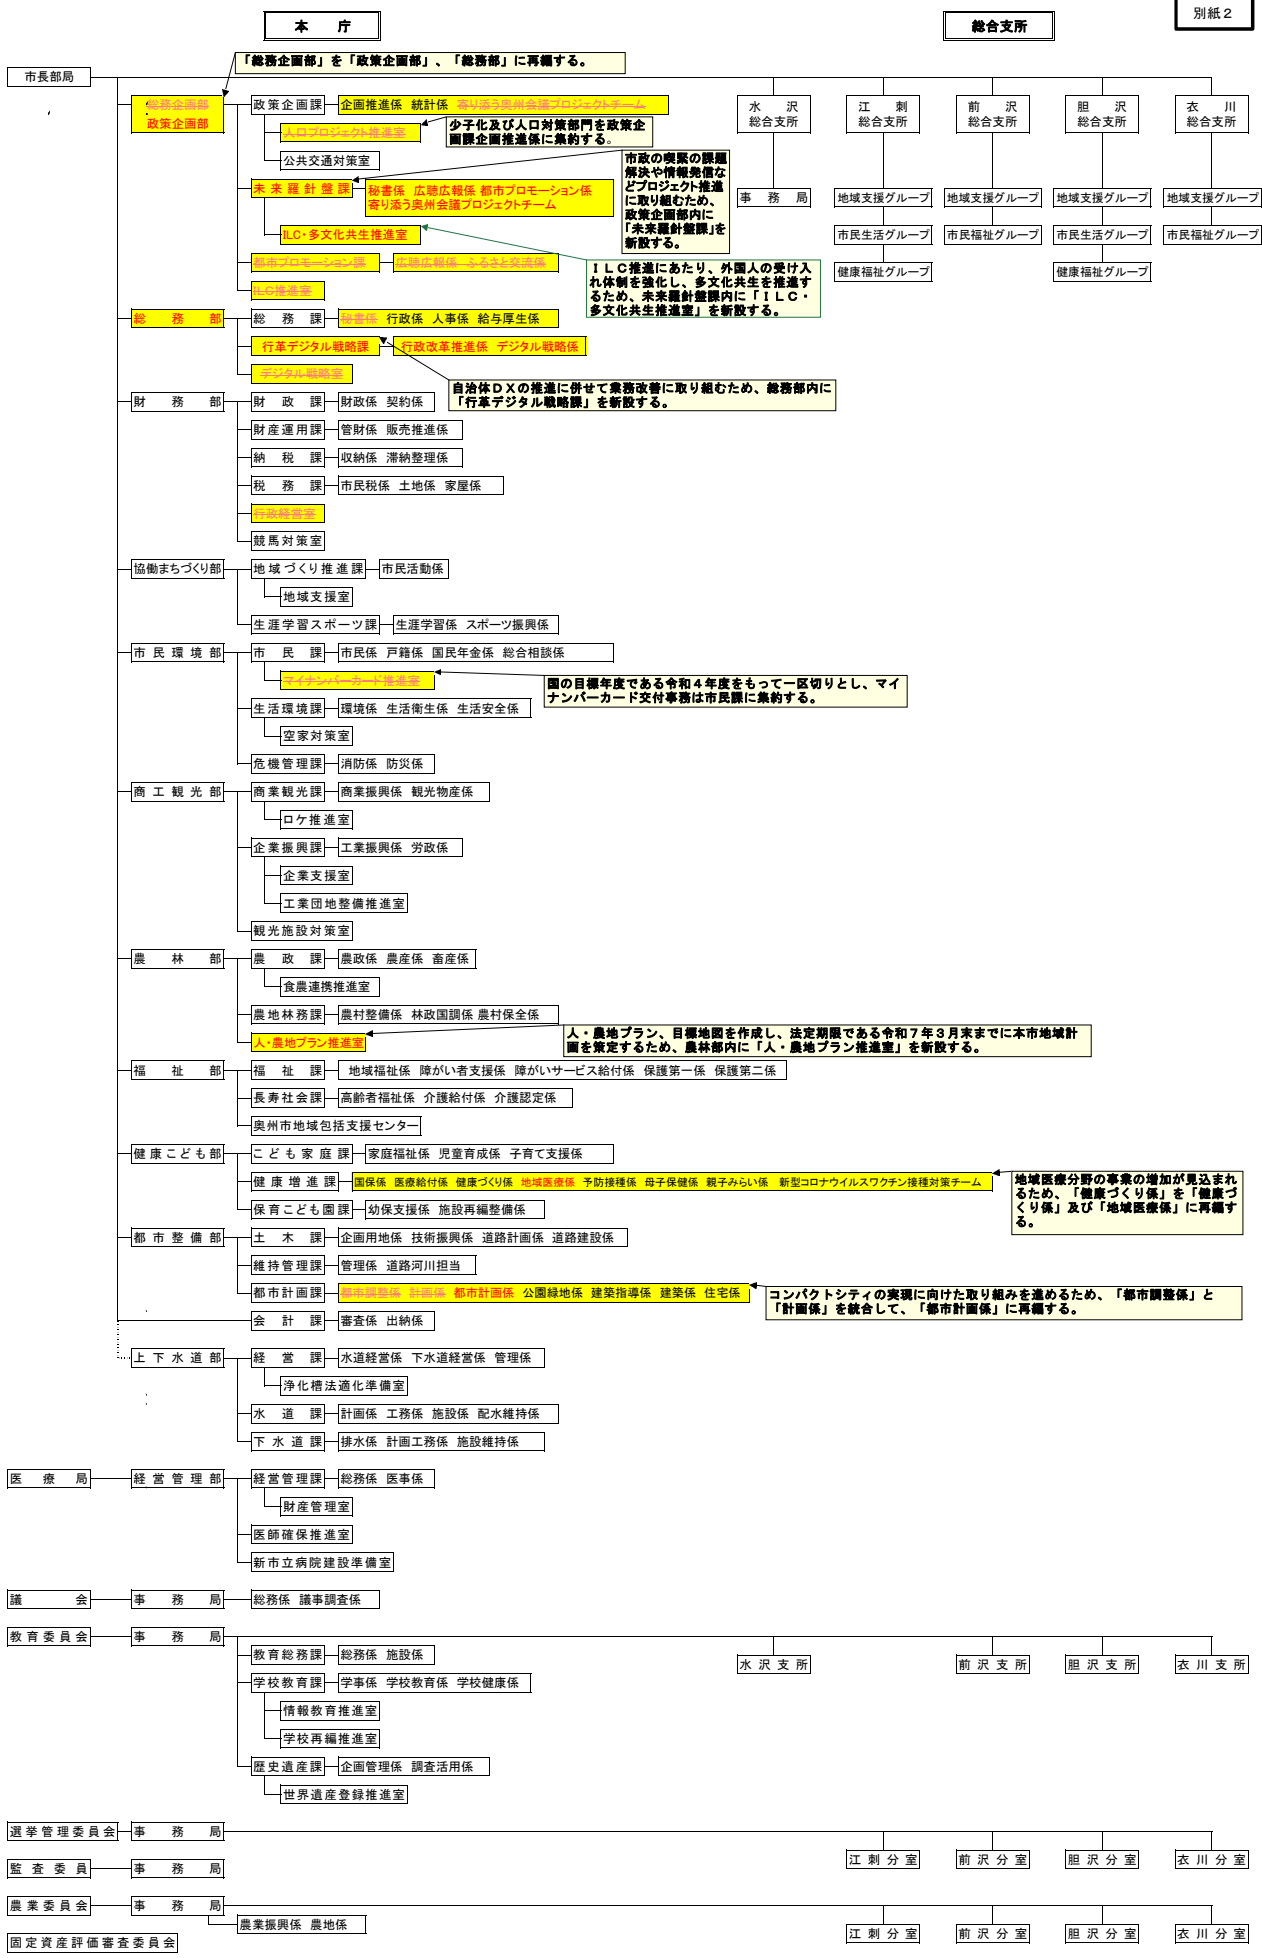 別紙２
本　庁
総合支所
「総務企画部」を「政策企画部」、「総務部」に再編する。
市長部局
総務企画部
政策企画部
政策企画課
企画推進係 統計係 寄り添う奥州会議プロジェクトチーム
人口プロジェクト推進室
少子化及び人口対策部門を政策企
画課企画推進係に集約する。
公共交通対策室
市政の喫緊の課題
解決や情報発信な
どプロジェクト推進
に取り組むため、
政策企画部内に
「未来羅針盤課」を
新設する。
未来羅針盤課
秘書係 広聴広報係 都市プロモーション係
寄り添う奥州会議プロジェクトチーム
ILC・多文化共生推進室
都市プロモーション課
広聴広報係 ふるさと交流係
ILC推進室
ＩＬＣ推進にあたり、外国人の受け入
れ体制を強化し、多文化共生を推進す
るため、未来羅針盤課内に「ＩＬＣ・
多文化共生推進室」を新設する。
水　沢
総合支所
江　刺
総合支所
前　沢
総合支所
胆　沢
総合支所
衣　川
総合支所
事　務　局
地域支援グループ
地域支援グループ
地域支援グループ
地域支援グループ
市民生活グループ
市民福祉グループ
市民生活グループ
市民福祉グループ
健康福祉グループ
健康福祉グループ
総　務　部
総　務　課
秘書係 行政係 人事係 給与厚生係
行革デジタル戦略課
行政改革推進係 デジタル戦略係
デジタル戦略室
自治体ＤＸの推進に併せて業務改善に取り組むため、総務部内に
「行革デジタル戦略課」を新設する。
財　務　部
財　政　課
財政係 契約係
財産運用課
管財係 販売推進係
納　税　課
収納係 滞納整理係
税　務　課
市民税係 土地係 家屋係
行政経営室
競馬対策室
協働まちづくり部
地域づくり推進課
市民活動係
地域支援室
生涯学習スポーツ課
生涯学習係 スポーツ振興係
市民環境部
市　民　課
市民係 戸籍係 国民年金係 総合相談係
マイナンバーカード推進室
国の目標年度である令和４年度をもって一区切りとし、マイ
ナンバーカード交付事務は市民課に集約する。
生活環境課
環境係 生活衛生係 生活安全係
空家対策室
危機管理課
消防係 防災係
商工観光部
商業観光課
商業振興係 観光物産係
ロケ推進室
企業振興課
工業振興係 労政係
企業支援室
工業団地整備推進室
観光施設対策室
農　林　部
農　政　課
農政係 農産係 畜産係
食農連携推進室
農地林務課
農村整備係 林政国調係 農村保全係
人・農地プラン推進室
人・農地プラン、目標地図を作成し、法定期限である令和７年３月末までに本市地域計
画を策定するため、農林部内に「人・農地プラン推進室」を新設する。
福　祉　部
福　祉　課
地域福祉係 障がい者支援係 障がいサービス給付係 保護第一係 保護第二係
長寿社会課
高齢者福祉係 介護給付係 介護認定係
奥州市地域包括支援センター
健康こども部
こども家庭課
家庭福祉係 児童育成係 子育て支援係
健康増進課
国保係 医療給付係 健康づくり係 地域医療係 予防接種係 母子保健係 親子みらい係 新型コロナウイルスワクチン接種対策チーム
地域医療分野の事業の増加が見込まれ
るため、「健康づくり係」を「健康づ
くり係」及び「地域医療係」に再編す
る。
保育こども園課
幼保支援係 施設再編整備係
都市整備部
土　木　課
企画用地係 技術振興係 道路計画係 道路建設係
維持管理課
管理係 道路河川担当
都市計画課
都市調整係 計画係 都市計画係 公園緑地係 建築指導係 建築係 住宅係
コンパクトシティの実現に向けた取り組みを進めるため、「都市調整係」と
「計画係」を統合して、「都市計画係」に再編する。
会　計　課
審査係 出納係
上下水道部
経　営　課
水道経営係 下水道経営係 管理係
浄化槽法適化準備室
水　道　課
計画係 工務係 施設係 配水維持係
下水道課
排水係 計画工務係 施設維持係
医　療　局
経営管理部
経営管理課
総務係 医事係
財産管理室
医師確保推進室
新市立病院建設準備室
議　会
事　務　局
総務係 議事調査係
教育委員会
事　務　局
教育総務課
総務係 施設係
水沢支所
前沢支所
胆沢支所
衣川支所
学校教育課
学事係 学校教育係 学校健康係
情報教育推進室
学校再編推進室
歴史遺産課
企画管理係 調査活用係
世界遺産登録推進室
選挙管理委員会
事　務　局
江刺分室
前沢分室
胆沢分室
衣川分室
監査委員
事　務　局
農業委員会
事　務　局
農業振興係 農地係
江刺分室
前沢分室
胆沢分室
衣川分室
固定資産評価審査委員会